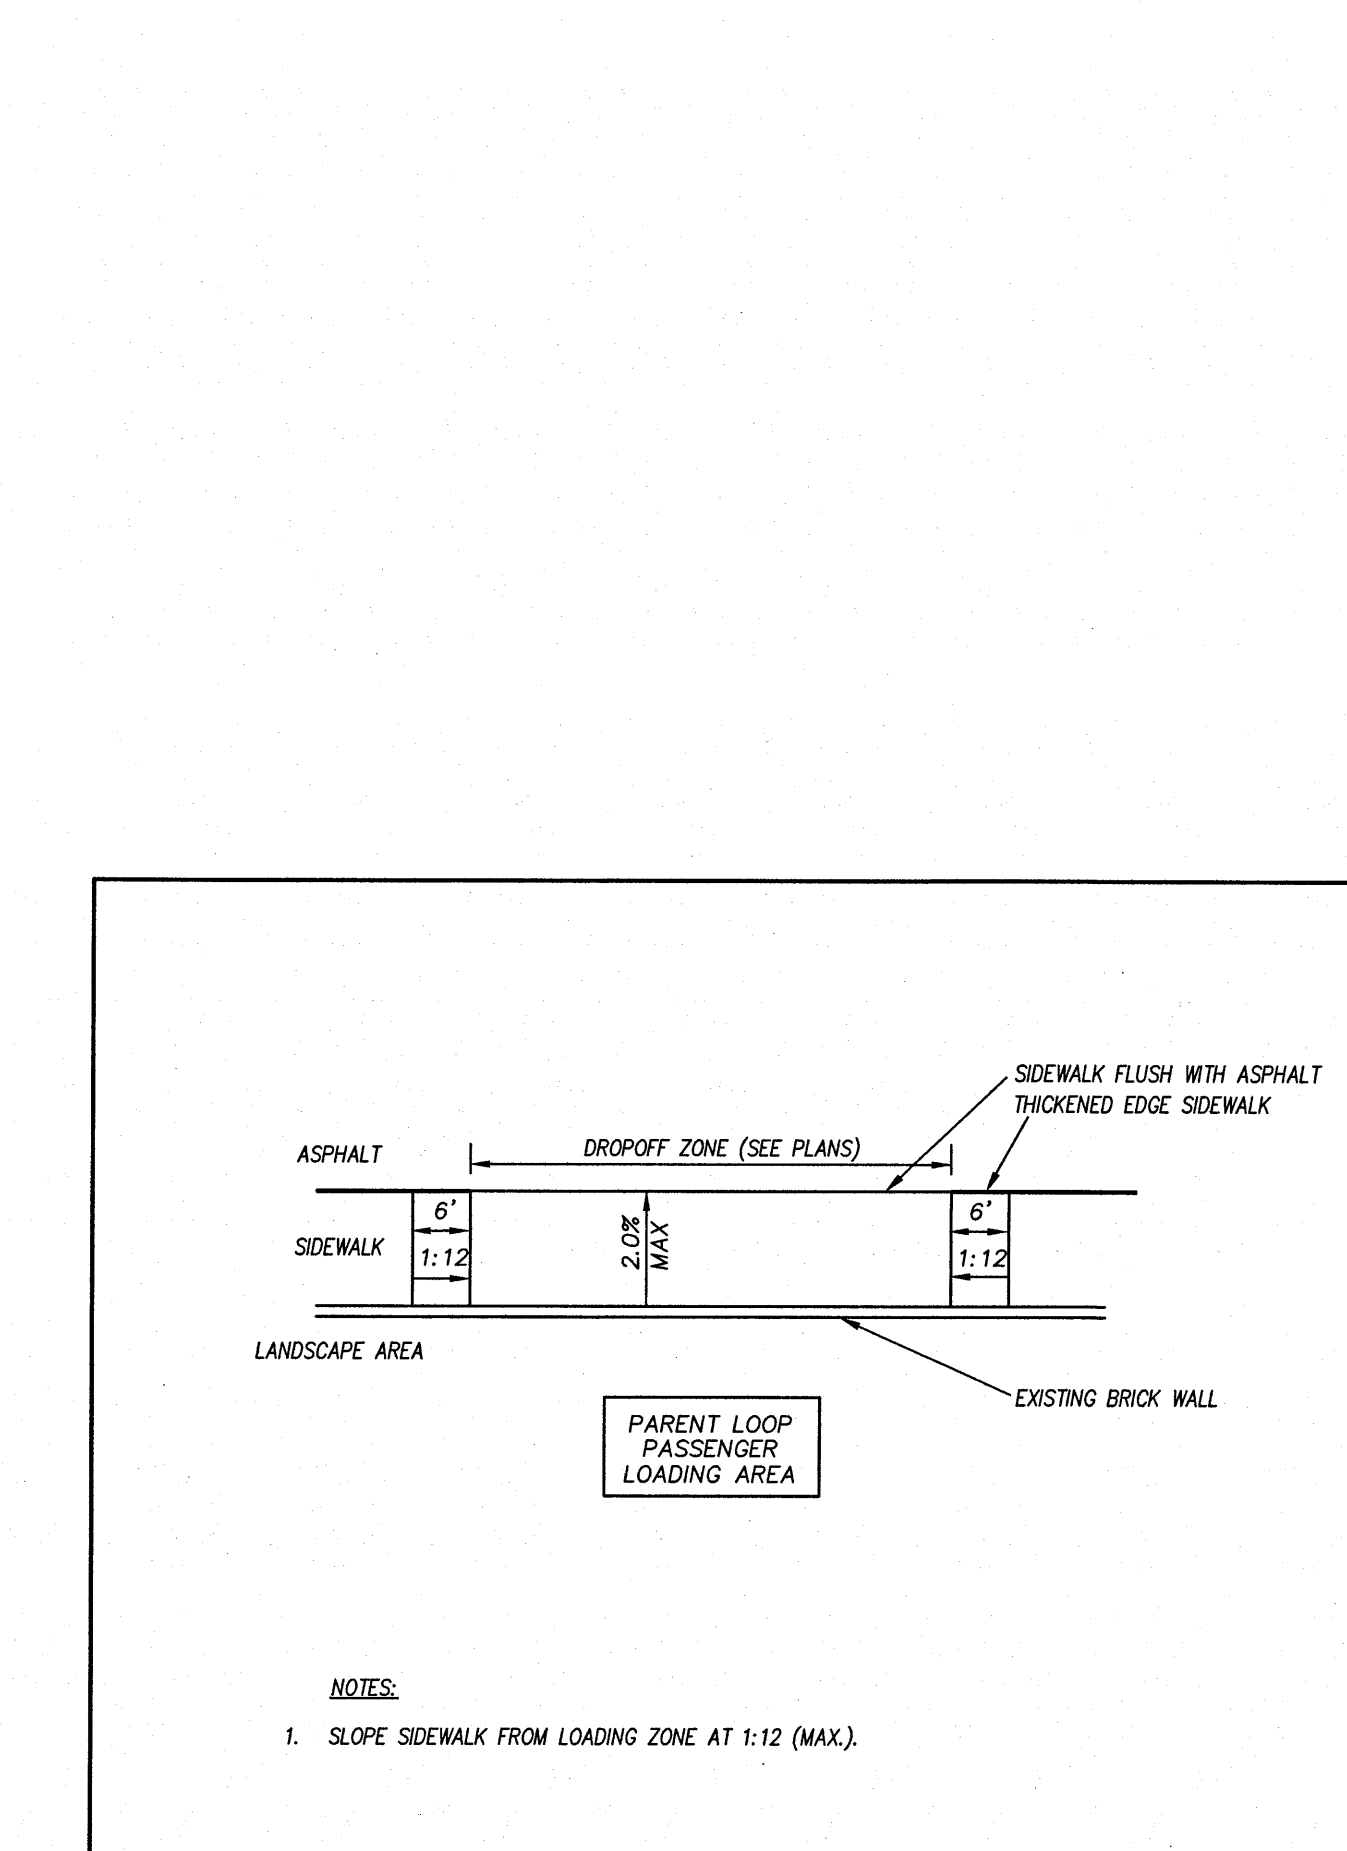 SIDEWALK FLUSH WITH ASPHALT
THICKENED EDGE SIDEWALK
ASPHALT
DROPOFF ZONE (SEE PLANS)
6'
6'
SIDEWALK
1:12
2.0%
MAX
1:12
LANDSCAPE AREA
EXISTING BRICK WALL
PARENT LOOP
PASSENGER
LOADING AREA
NOTES:
1. SLOPE SIDEWALK FROM LOADING ZONE AT 1:12 (MAX.).